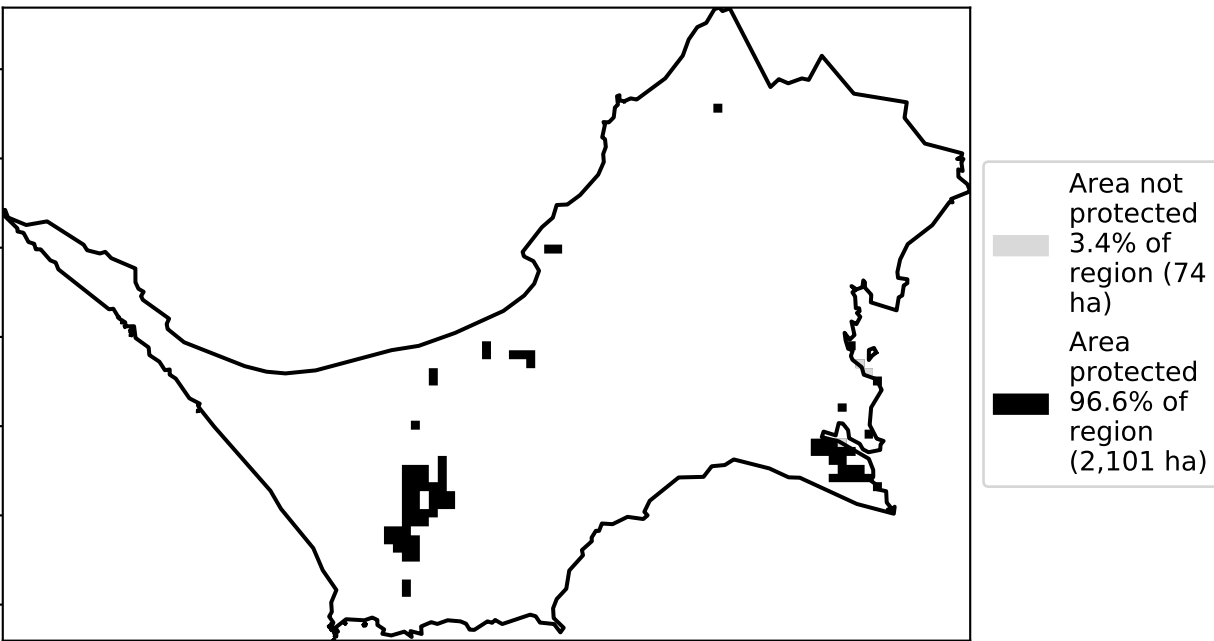 Area not
protected
3.4% of
region (74
ha)
Area
protected
96.6% of
region
(2,101 ha)